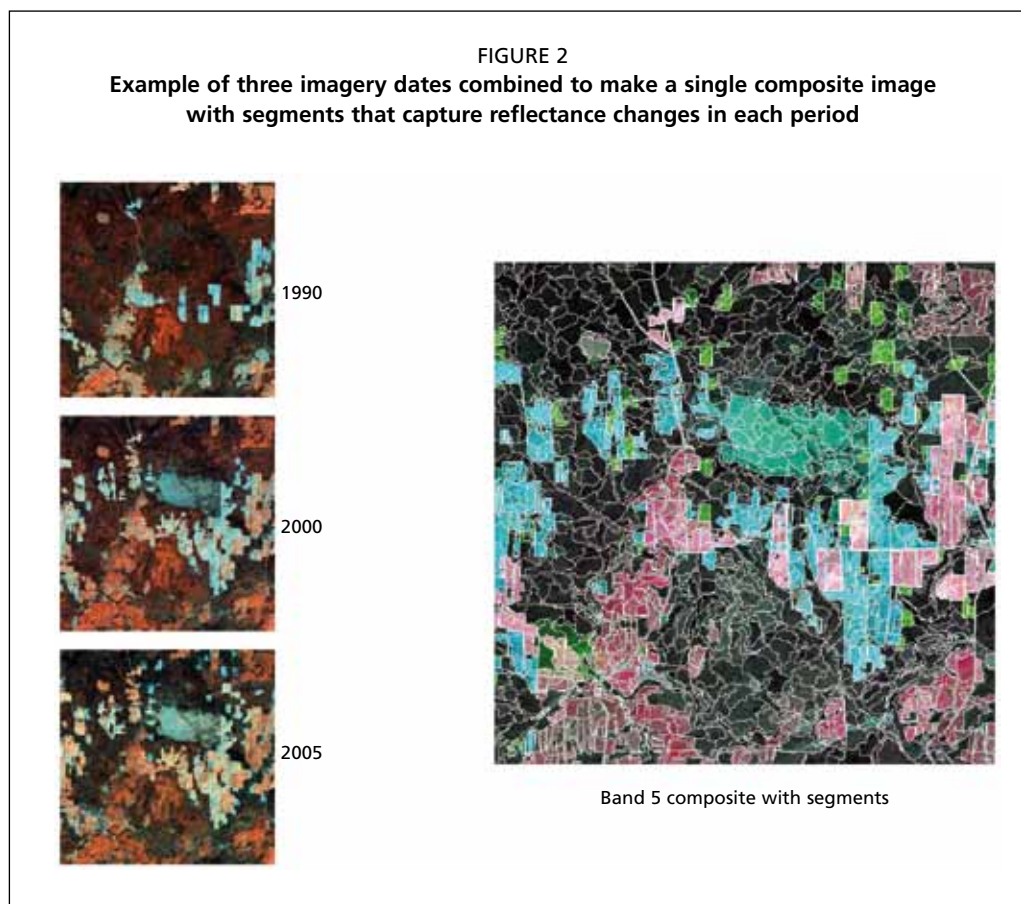 FIGURE 2
Example of three imagery dates combined to make a single composite image
with segments that capture reflectance changes in each period
1990
2000
2005
Band 5 composite with segments